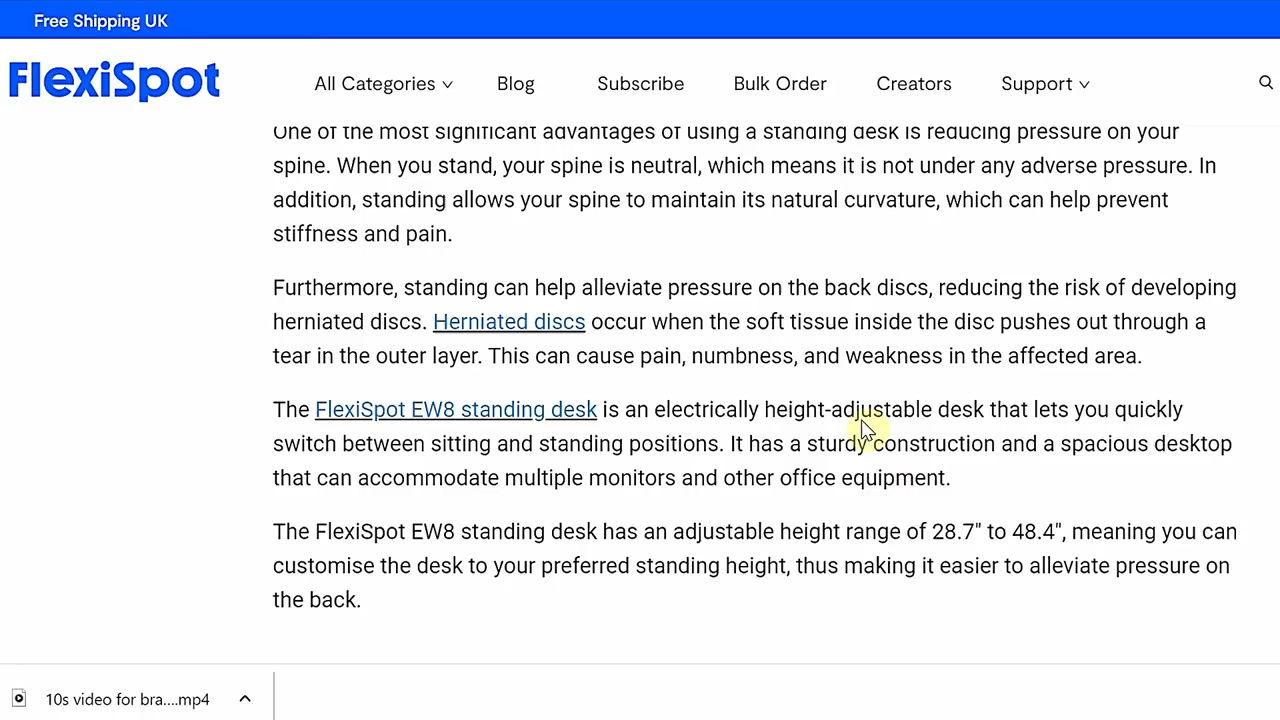 Free Shipping UK
FlexiSpot
All Categories
Blog
Subscribe
Bulk Order
Creators
Support
One of the most significant advantages of using a standing desk is reducing pressure on your
spine. When you stand, your spine is neutral, which means it is not under any adverse pressure. In
addition, standing allows your spine to maintain its natural curvature, which can help prevent
stiffness and pain.
Furthermore, standing can help alleviate pressure on the back discs, reducing the risk of developing
herniated discs. Herniated discs occur when the soft tissue inside the disc pushes out through a
tear in the outer layer. This can cause pain, numbness, and weakness in the affected area.
The FlexiSpot EW8 standing desk is an electrically height-adjustable desk that lets you quickly
switch between sitting and standing positions. It has a sturdy construction and a spacious desktop
that can accommodate multiple monitors and other office equipment.
The FlexiSpot EW8 standing desk has an adjustable height range of 28.7" to 48.4", meaning you can
customise the desk to your preferred standing height, thus making it easier to alleviate pressure on
the back.
10s video for bra....mp4